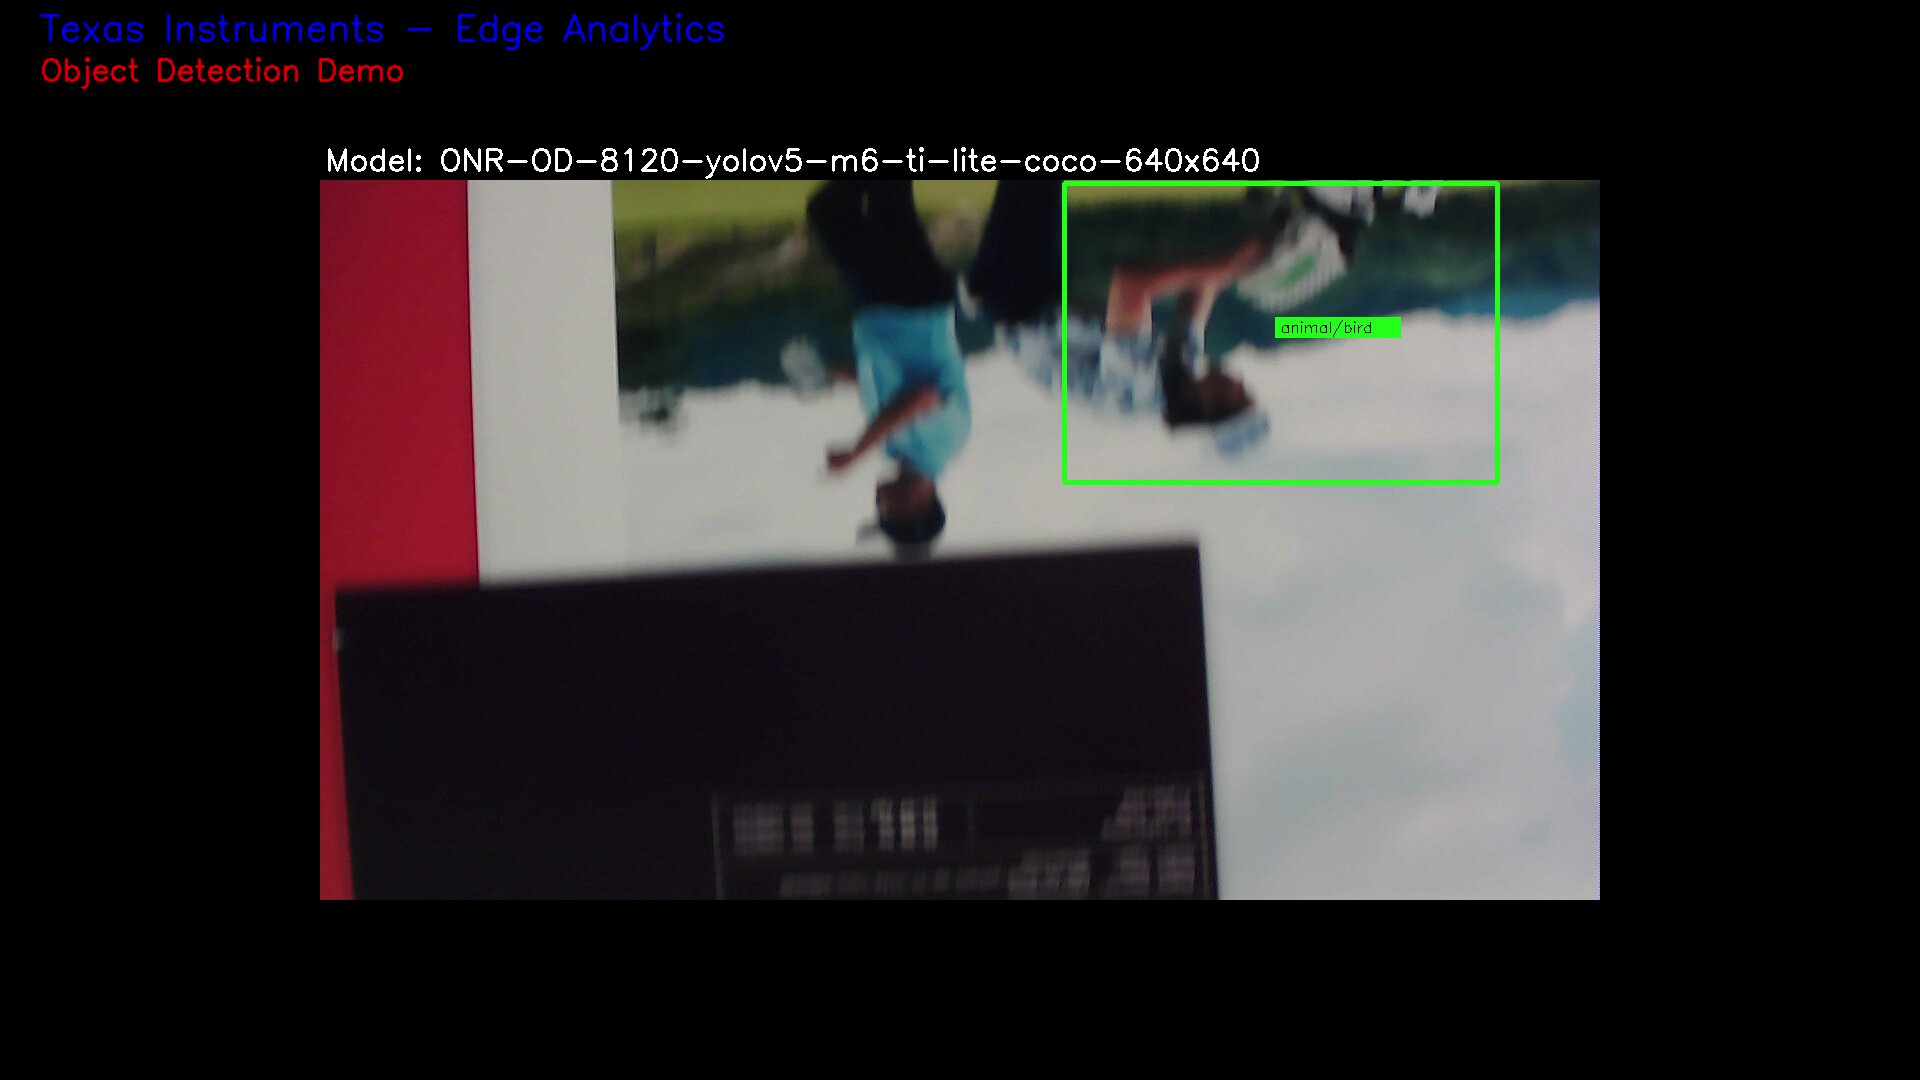 Texas Instruments - Edge Analytics
Object Detection Demo
Model: ONR-OD-8120-yolov5-m6-ti-lite-coco-640x640
animal/bird